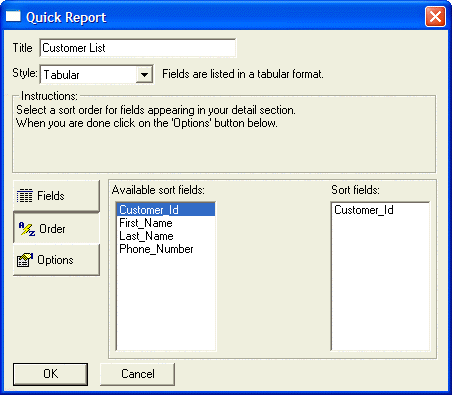 Quick Report
Title Customer List
Style: Tabular Fields are listed in a tabular format.
Instructions:
Select a sort order for fields appearing in your detail section.
When you are done click on the 'Options' button below.
Fields
Order
Options
Available sort fields:
Customer_Id
First_Name
Last_Name
Phone_Number
Sort fields:
Customer_Id
OK Cancel